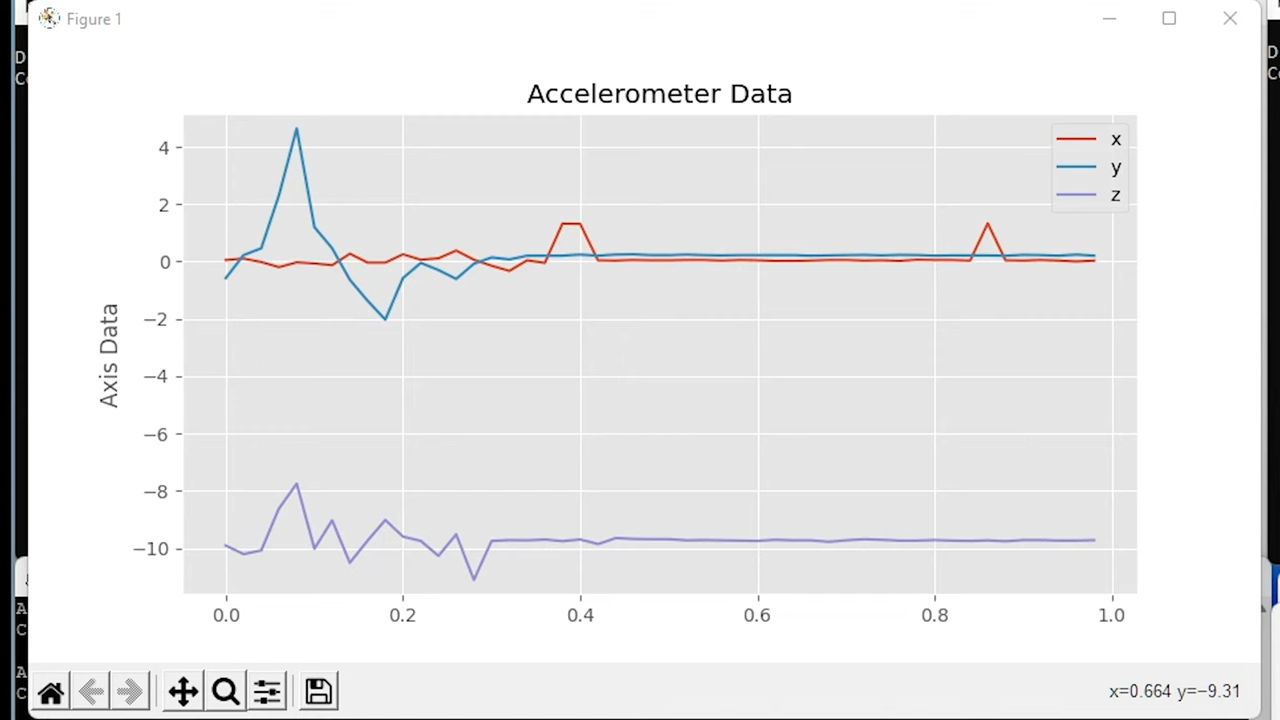 Figure 1
D
C
D
C
Accelerometer Data
x
y
z
4
2
0
−2
−4
−6
−8
−10
Axis Data
0.0 0.2 0.4 0.6 0.8 1.0
A
C
A
C
x=0.664 y=−9.31